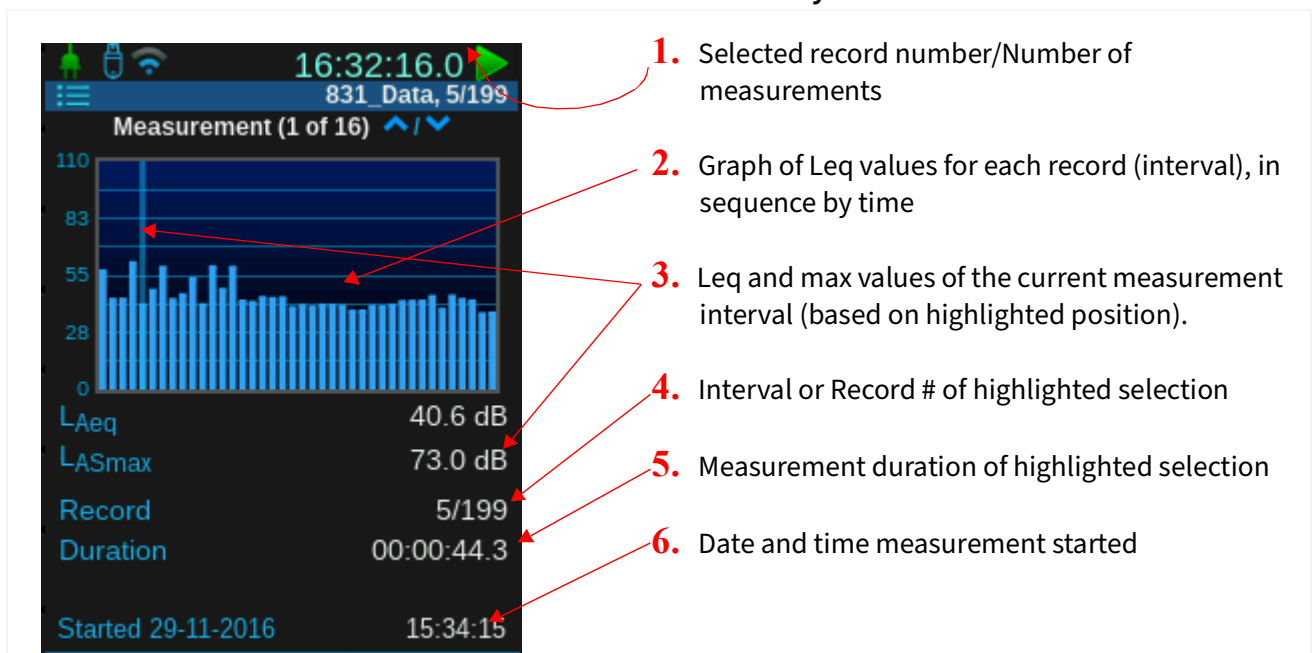 16:32:16.0
831_Data, 5/199
Measurement (1 of 16) /
110
83
55
28
0
LAeq 40.6 dB
LASmax 73.0 dB
Record 5/199
Duration 00:00:44.3
Started 29-11-2016 15:34:15
1. Selected record number/Number of
measurements
2. Graph of Leq values for each record (interval), in
sequence by time
3. Leq and max values of the current measurement
interval (based on highlighted position).
4. Interval or Record # of highlighted selection
5. Measurement duration of highlighted selection
6. Date and time measurement started